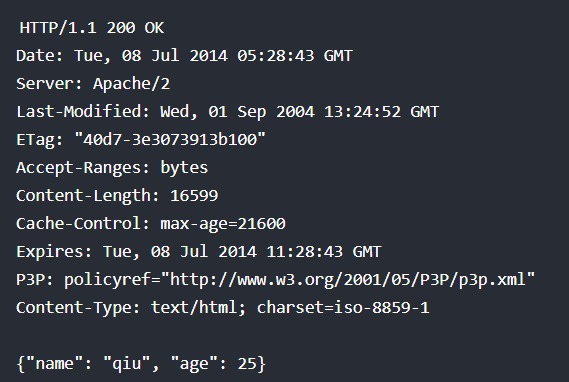 HTTP/1.1 200 OK
Date: Tue, 08 Jul 2014 05:28:43 GMT
Server: Apache/2
Last-Modified: Wed, 01 Sep 2004 13:24:52 GMT
ETag: "40d7-3e3073913b100"
Accept-Ranges: bytes
Content-Length: 16599
Cache-Control: max-age=21600
Expires: Tue, 08 Jul 2014 11:28:43 GMT
P3P: policyref="http://www.w3.org/2001/05/P3P/p3p.xml"
Content-Type: text/html; charset=iso-8859-1
{"name": "qiu", "age": 25}